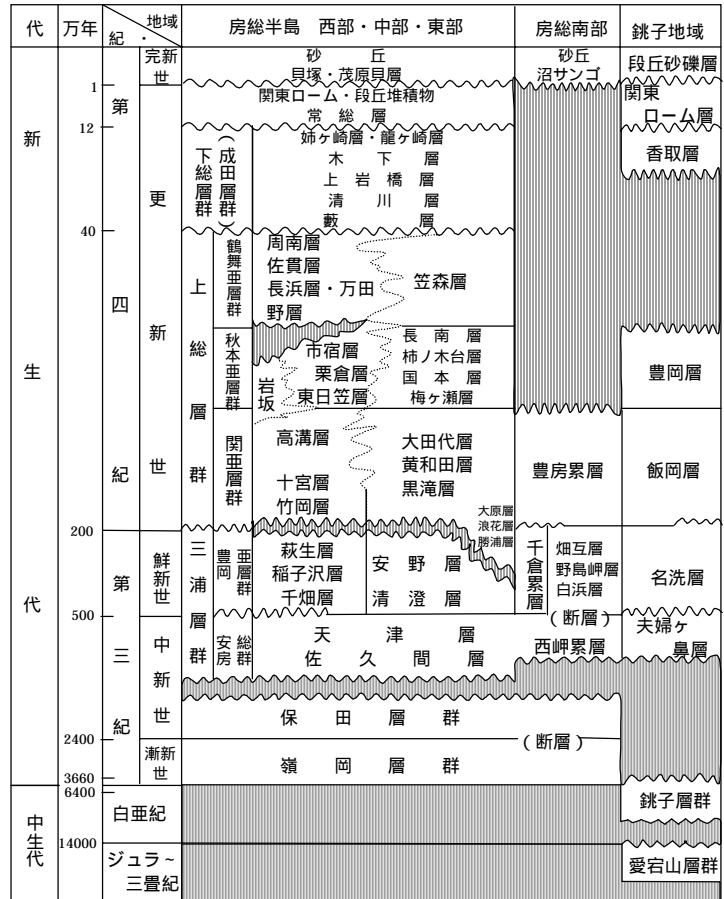 代 万年 紀・地域 房総半島 西部・中部・東部 房総南部 銚子地域
完新世
砂丘
貝塚・茂原貝層
砂丘
沼サンゴ
段丘砂礫層
1
関東ローム・段丘堆積物
関東
ローム層
常総層
12
新生代
第四紀
更新世
下総層群
(成田層群)
姉ヶ崎層・龍ヶ崎層
木下層
上岩橋層
清川層
藪層
香取層
40
上総層群
鶴舞亜層群
周南層
佐貫層
長浜層・万田
野層
笠森層
秋本亜層群
市宿層
栗倉層
東日笠層
岩坂
長南層
柿ノ木台層
国本層
梅ヶ瀬層
豊岡層
関亜層群
高溝層
十宮層
竹岡層
大田代層
黄和田層
黒滝層
大原層
浪花層
勝浦層
豊房累層
飯岡層
200
第三紀
鮮新世
三浦層群
豊岡
亜層群
萩生層
稲子沢層
千畑層
安野層
清澄層
千倉累層
畑互層
野島岬層
白浜層
名洗層
500
(断層)
中新世
安房
総群
天津層
佐久間層
西岬累層
夫婦ヶ
鼻層
保田層群
2400
(断層)
漸新世
嶺岡層群
3660
6400
中生代
白亜紀
銚子層群
14000
ジュラ~
三畳紀
愛宕山層群